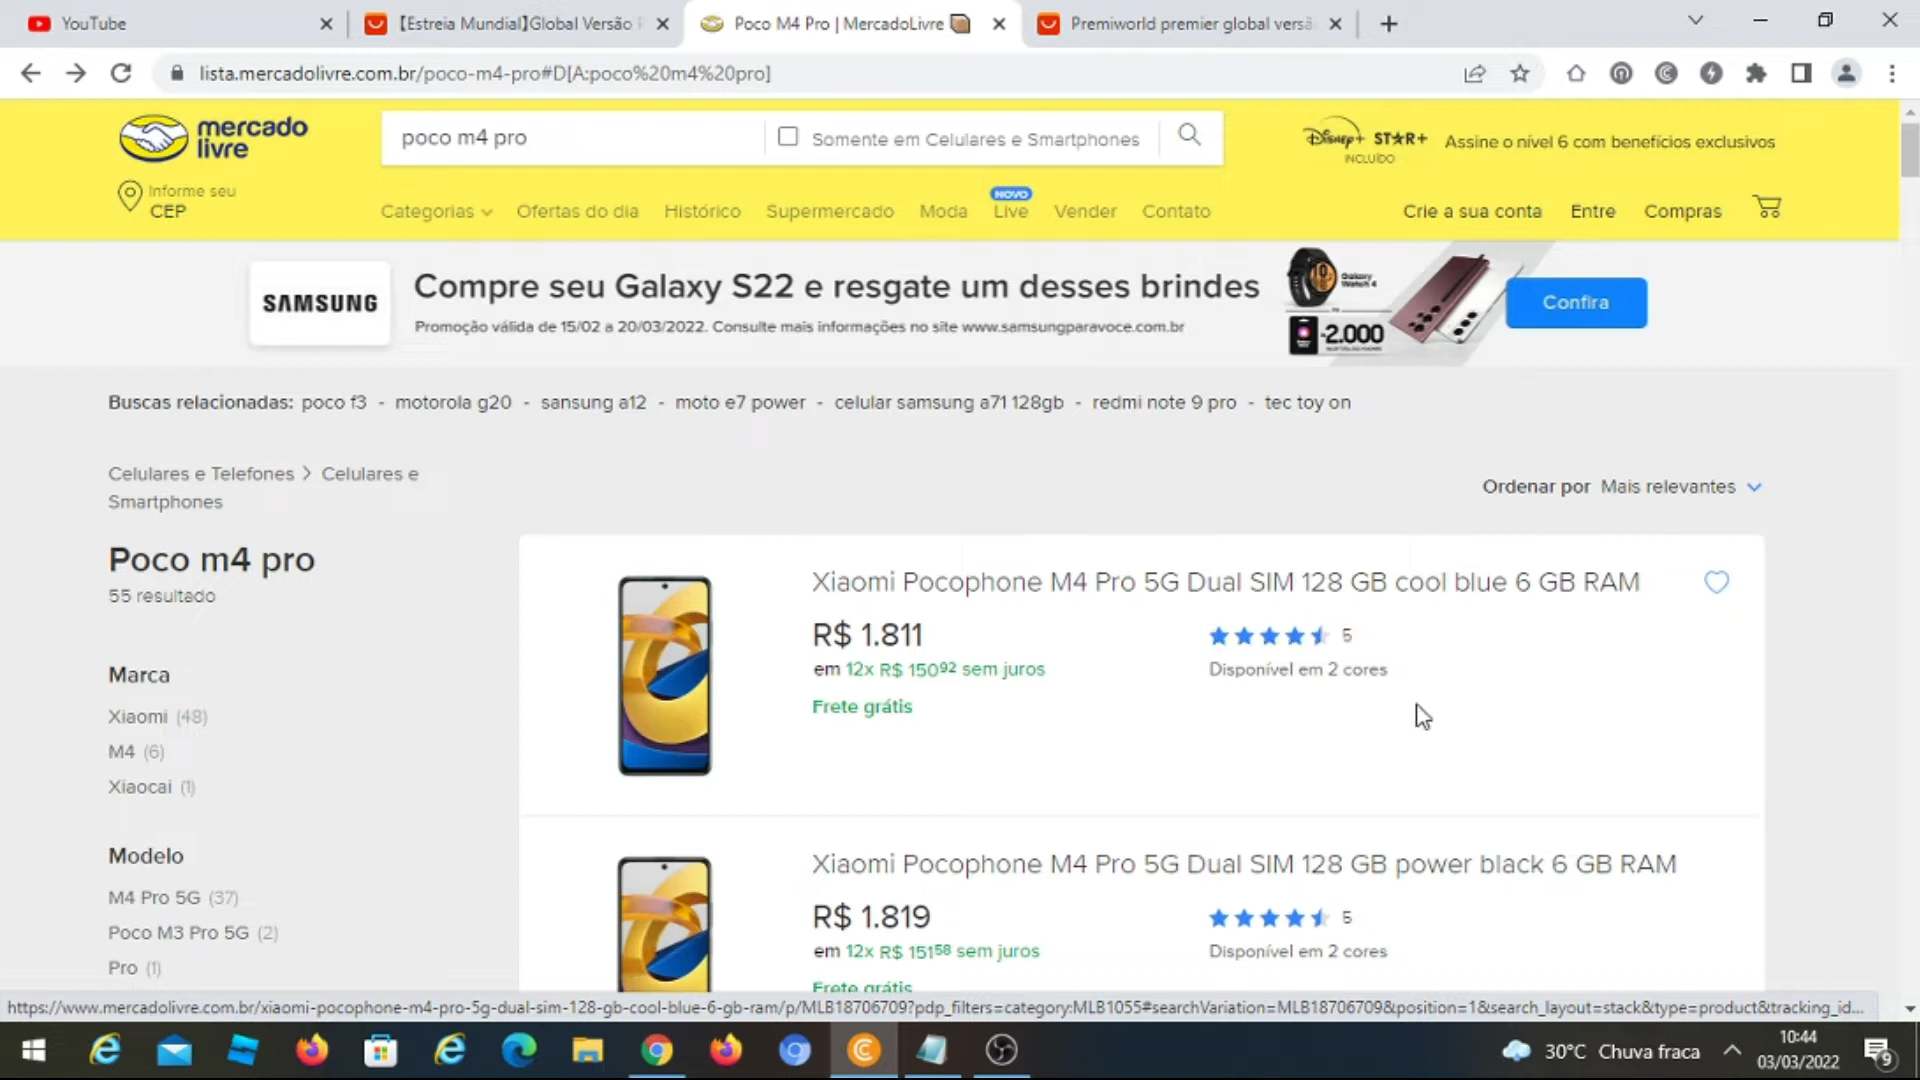 YouTube
【Estreia Mundial】Global Versão
Poco M4 Pro | MercadoLivre
Premiworld premier global versã
lista.mercadolivre.com.br/poco-m4-pro#D[A:poco%20m4%20pro]
mercado
livre
poco m4 pro
Somente em Celulares e Smartphones
Disney+ STAR+
INCLUÍDO
Assine o nível 6 com benefícios exclusivos
Informe seu
CEP
NOVO
Categorias Ofertas do dia Histórico Supermercado Moda Live Vender Contato
Crie a sua conta Entre Compras
SAMSUNG
Compre seu Galaxy S22 e resgate um desses brindes
Promoção válida de 15/02 a 20/03/2022. Consulte mais informações no site www.samsungparavoce.com.br
Galaxy
Watch 4
-2.000
Confira
Buscas relacionadas: poco f3 - motorola g20 - sansung a12 - moto e7 power - celular samsung a71 128gb - redmi note 9 pro - tec toy on
Celulares e Telefones > Celulares e
Smartphones
Ordenar por Mais relevantes
Poco m4 pro
55 resultado
Marca
Xiaomi (48)
M4 (6)
Xiaocai (1)
Modelo
M4 Pro 5G (37)
Poco M3 Pro 5G (2)
Pro (1)
Xiaomi Pocophone M4 Pro 5G Dual SIM 128 GB cool blue 6 GB RAM
R$ 1.811
5
em 12x R$ 150⁹² sem juros
Disponível em 2 cores
Frete grátis
Xiaomi Pocophone M4 Pro 5G Dual SIM 128 GB power black 6 GB RAM
R$ 1.819
5
em 12x R$ 151⁵⁸ sem juros
Disponível em 2 cores
Frete grátis
https://www.mercadolivre.com.br/xiaomi-pocophone-m4-pro-5g-dual-sim-128-gb-cool-blue-6-gb-ram/p/MLB18706709?pdp_filters=category:MLB1055#searchVariation=MLB18706709&position=1&search_layout=stack&type=product&tracking_id...
30°C Chuva fraca
10:44
03/03/2022
9